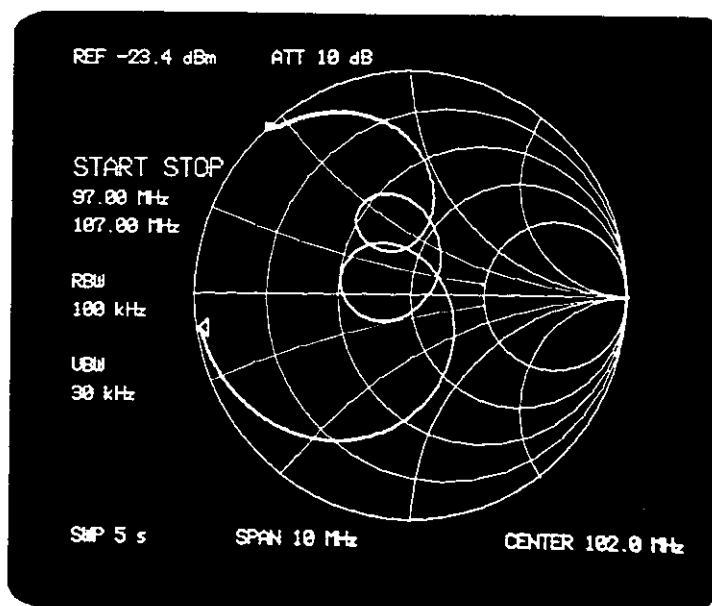 REF -23.4 dBm ATT 10 dB
START STOP
97.00 MHz
107.00 MHz
RBW
100 kHz
VBW
30 kHz
SWP 5 s SPAN 10 MHz CENTER 102.0 MHz